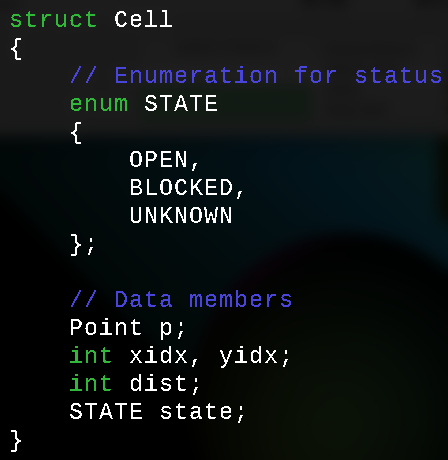 struct Cell
{
// Enumeration for status
enum STATE
{
OPEN,
BLOCKED,
UNKNOWN
};
// Data members
Point p;
int xidx, yidx;
int dist;
STATE state;
}